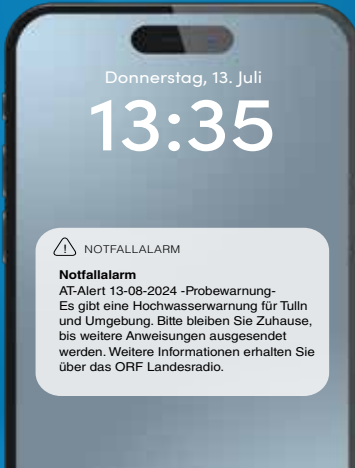 Donnerstag, 13. Juli
13:35
NOTFALLALARM
Notfallalarm
AT-Alert 13-08-2024 -Probewarnung-
Es gibt eine Hochwasserwarnung für Tulln
und Umgebung. Bitte bleiben Sie Zuhause,
bis weitere Anweisungen ausgesendet
werden. Weitere Informationen erhalten Sie
über das ORF Landesradio.